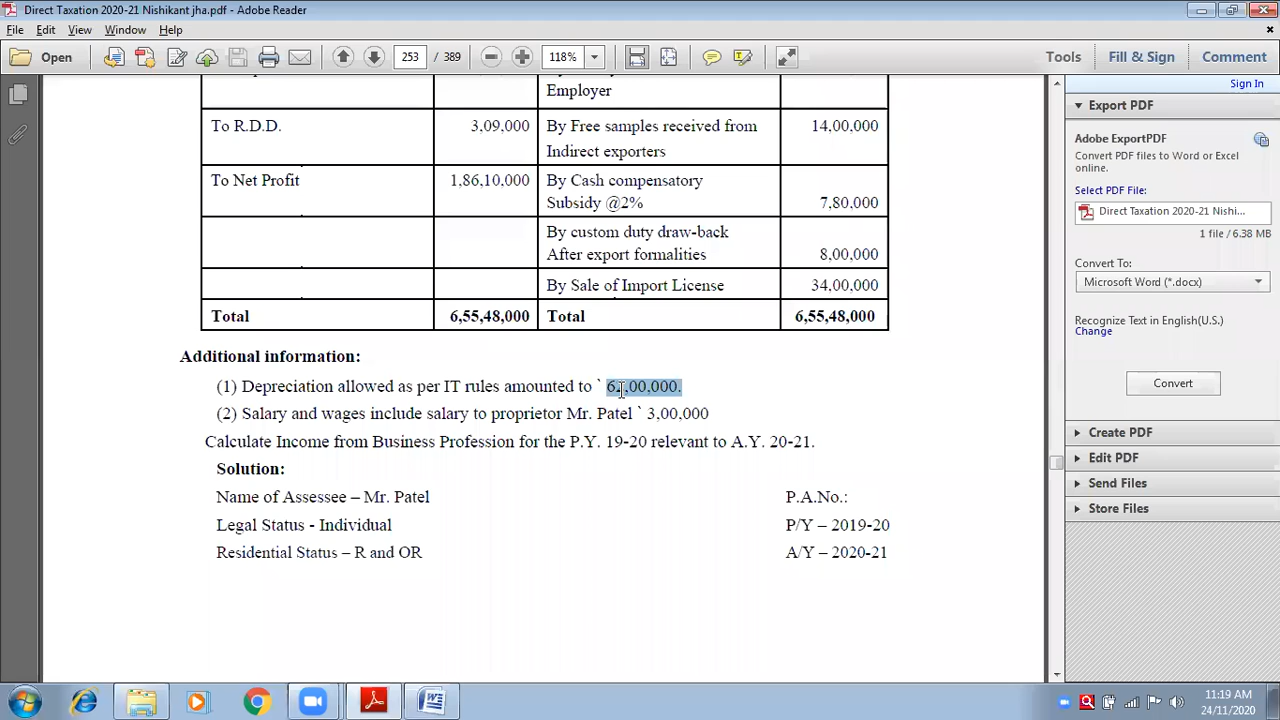 Direct Taxation 2020-21 Nishikant jha.pdf - Adobe Reader
File Edit View Window Help
Open 253 / 389 118% Tools Fill & Sign Comment
Sign In
Employer
To R.D.D. 3,09,000 By Free samples received from 14,00,000
Indirect exporters
To Net Profit 1,86,10,000 By Cash compensatory
Subsidy @2% 7,80,000
By custom duty draw-back
After export formalities 8,00,000
By Sale of Import License 34,00,000
Total 6,55,48,000 Total 6,55,48,000
Additional information:
(1) Depreciation allowed as per IT rules amounted to `
(2) Salary and wages include salary to proprietor Mr. Patel ` 3,00,000
Calculate Income from Business Profession for the P.Y. 19-20 relevant to A.Y. 20-21.
Solution:
Name of Assessee – Mr. Patel P.A.No.:
Legal Status - Individual P/Y – 2019-20
Residential Status – R and OR A/Y – 2020-21
Export PDF
Adobe ExportPDF
Convert PDF files to Word or Excel
online.
Select PDF File:
Direct Taxation 2020-21 Nishi...
1 file / 6.38 MB
Convert To:
Microsoft Word (*.docx)
Recognize Text in English(U.S.)
Change
Convert
Create PDF
Edit PDF
Send Files
Store Files
11:19 AM
24/11/2020